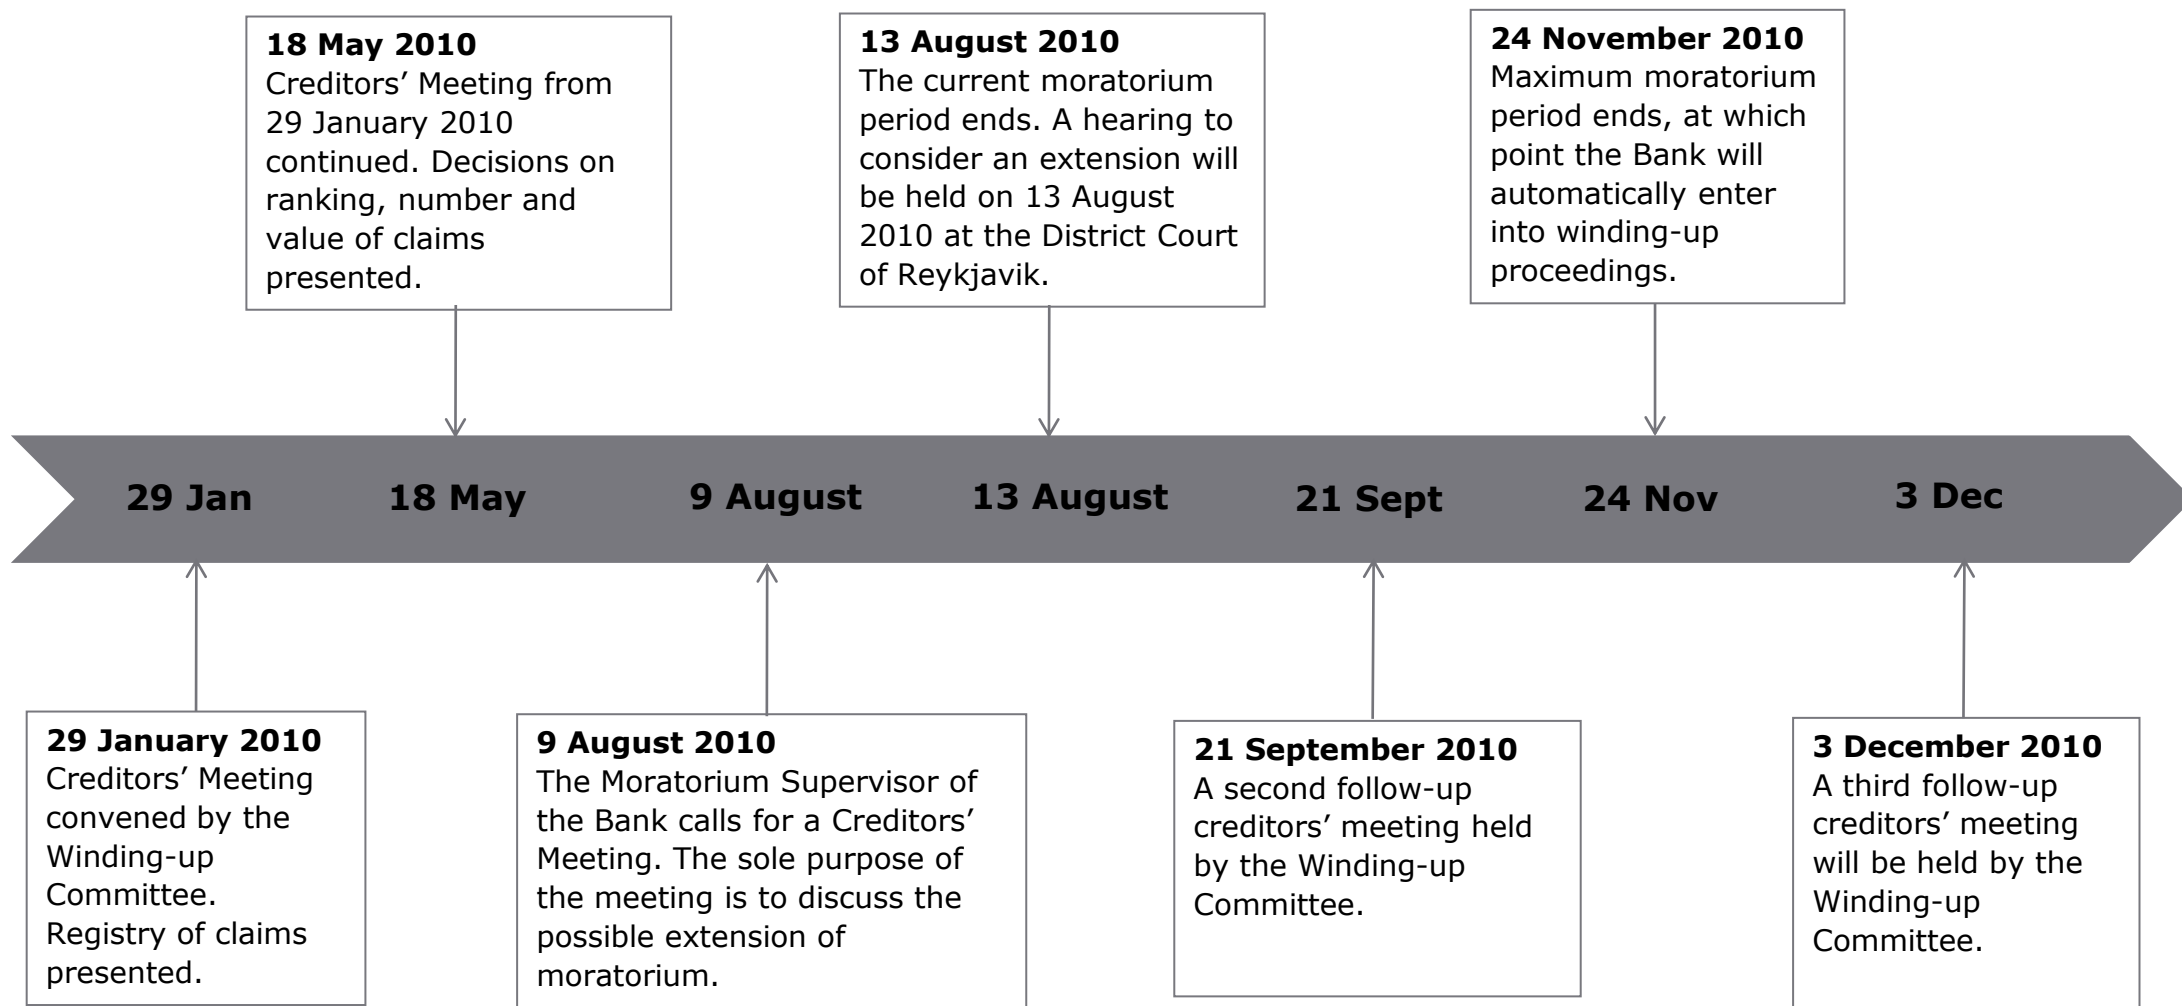 18 May 2010
Creditors’ Meeting from
29 January 2010
continued. Decisions on
ranking, number and
value of claims
presented.
13 August 2010
The current moratorium
period ends. A hearing to
consider an extension will
be held on 13 August
2010 at the District Court
of Reykjavik.
24 November 2010
Maximum moratorium
period ends, at which
point the Bank will
automatically enter
into winding-up
proceedings.
29 Jan
18 May
9 August
13 August
21 Sept
24 Nov
3 Dec
29 January 2010
Creditors’ Meeting
convened by the
Winding-up
Committee.
Registry of claims
presented.
9 August 2010
The Moratorium Supervisor of
the Bank calls for a Creditors’
Meeting. The sole purpose of
the meeting is to discuss the
possible extension of
moratorium.
21 September 2010
A second follow-up
creditors’ meeting held
by the Winding-up
Committee.
3 December 2010
A third follow-up
creditors’ meeting
will be held by the
Winding-up
Committee.